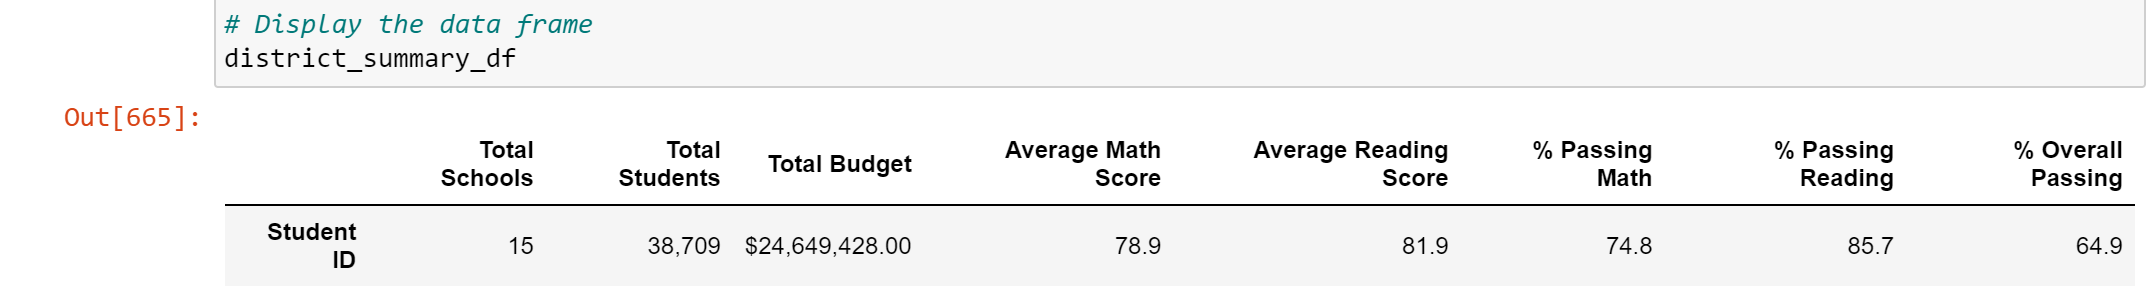 # Display the data frame
district_summary_df
Out[665]:
Total Schools Total Students Total Budget Average Math Score Average Reading Score % Passing Math % Passing Reading % Overall Passing
Student ID 15 38,709 $24,649,428.00 78.9 81.9 74.8 85.7 64.9